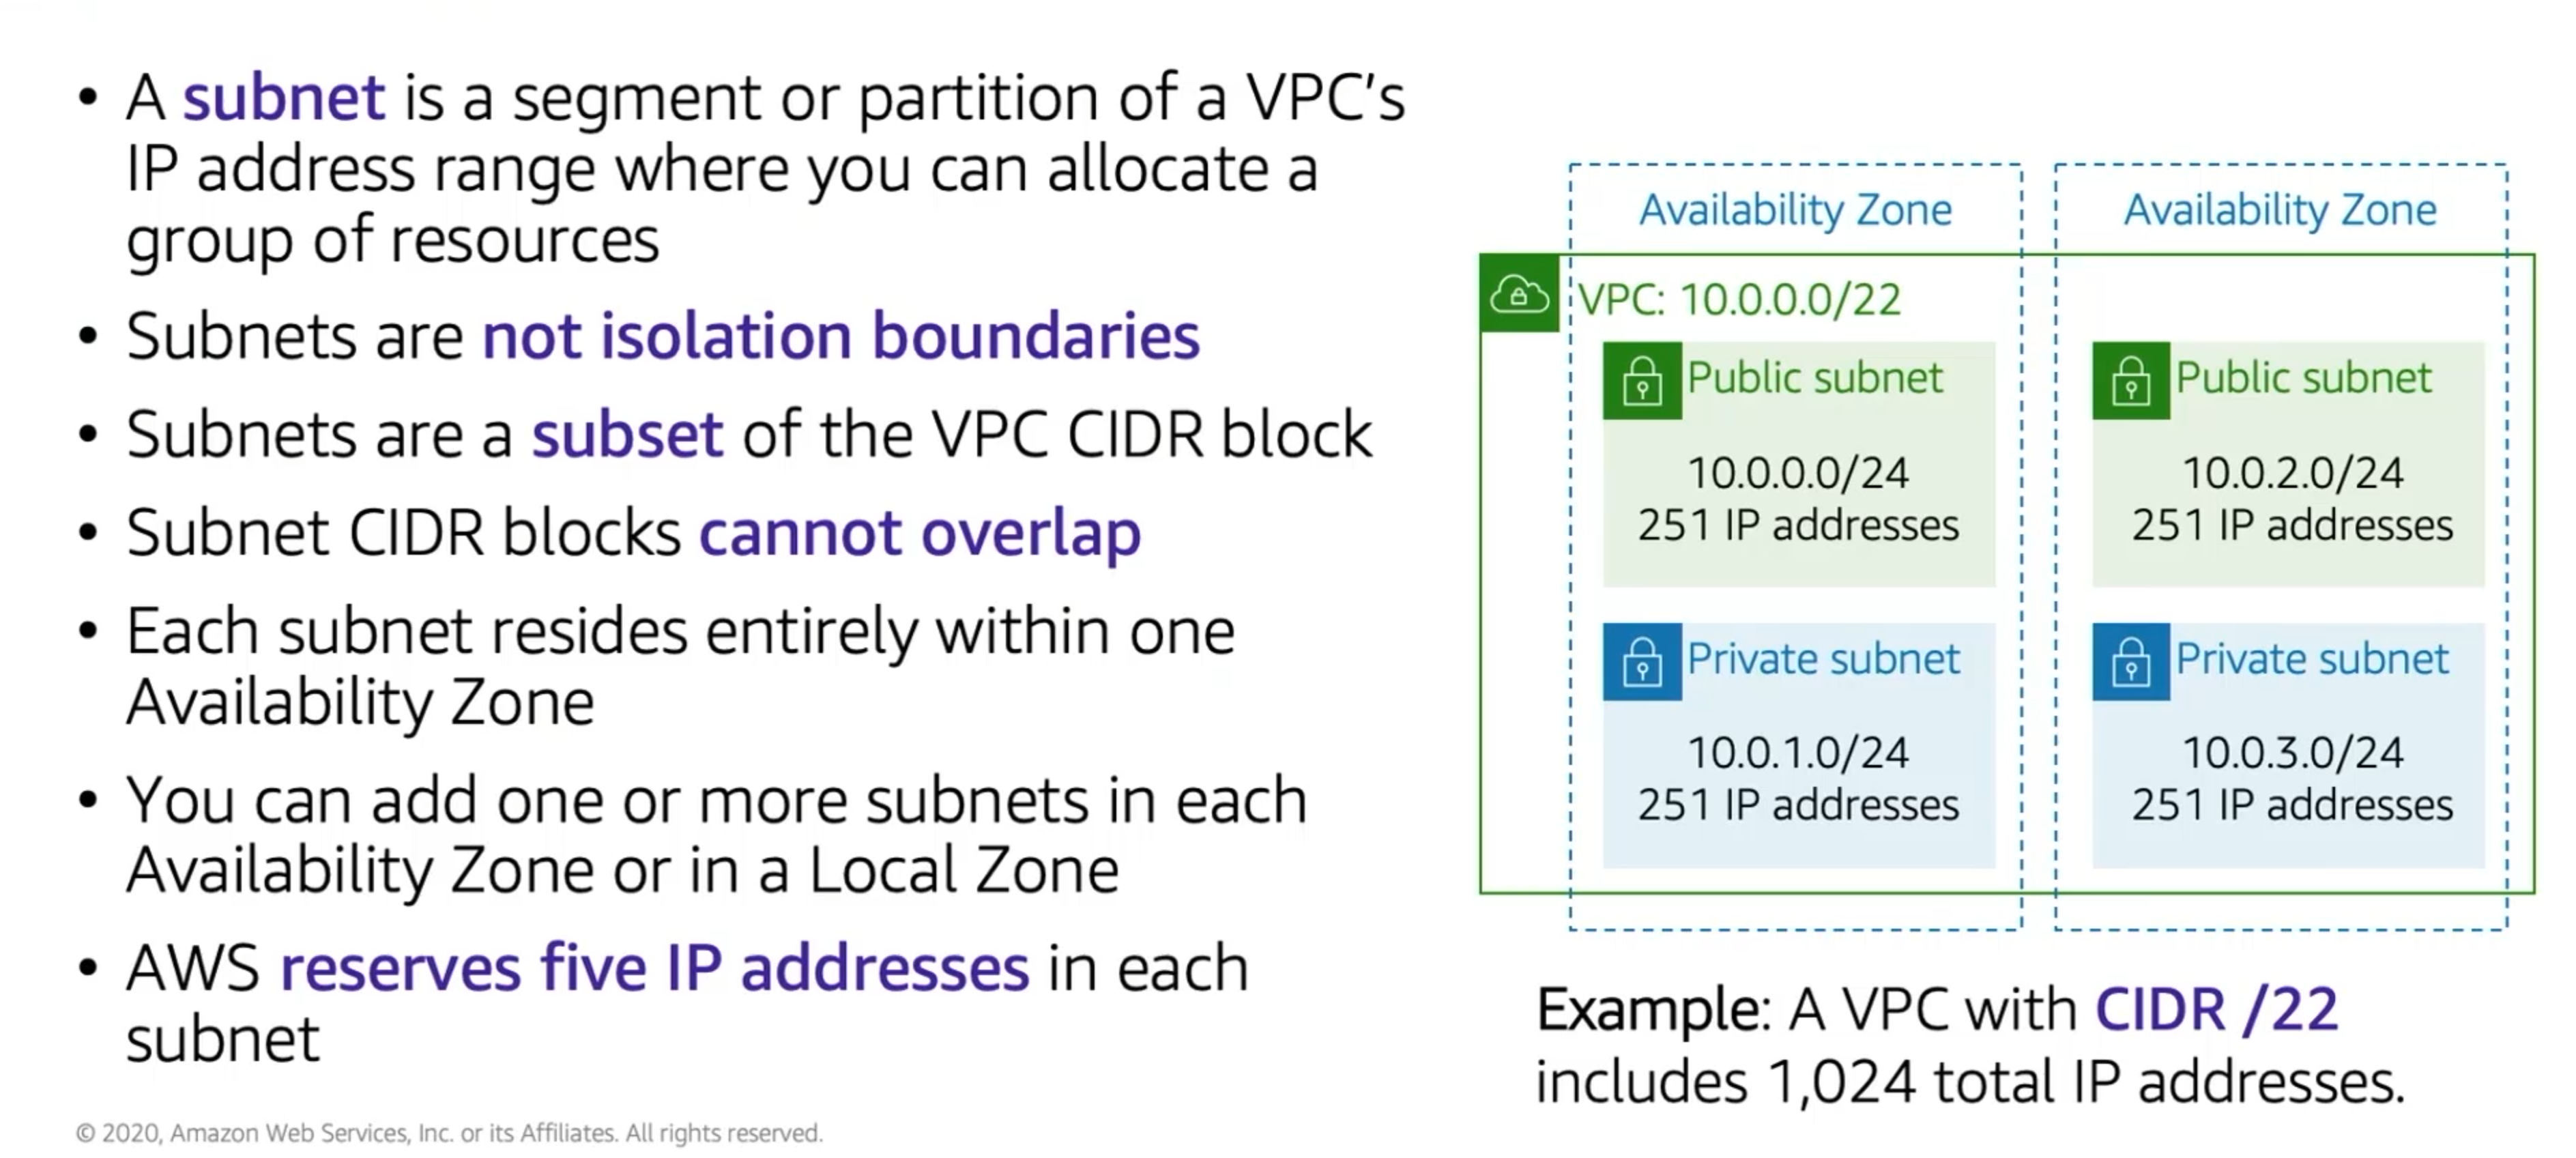 • A subnet is a segment or partition of a VPC's
IP address range where you can allocate a
group of resources
• Subnets are not isolation boundaries
• Subnets are a subset of the VPC CIDR block
• Subnet CIDR blocks cannot overlap
• Each subnet resides entirely within one
Availability Zone
• You can add one or more subnets in each
Availability Zone or in a Local Zone
• AWS reserves five IP addresses in each
subnet
Availability Zone
Availability Zone
VPC: 10.0.0.0/22
Public subnet
10.0.0.0/24
251 IP addresses
Public subnet
10.0.2.0/24
251 IP addresses
Private subnet
10.0.1.0/24
251 IP addresses
Private subnet
10.0.3.0/24
251 IP addresses
Example: A VPC with CIDR /22
includes 1,024 total IP addresses.
© 2020, Amazon Web Services, Inc. or its Affiliates. All rights reserved.